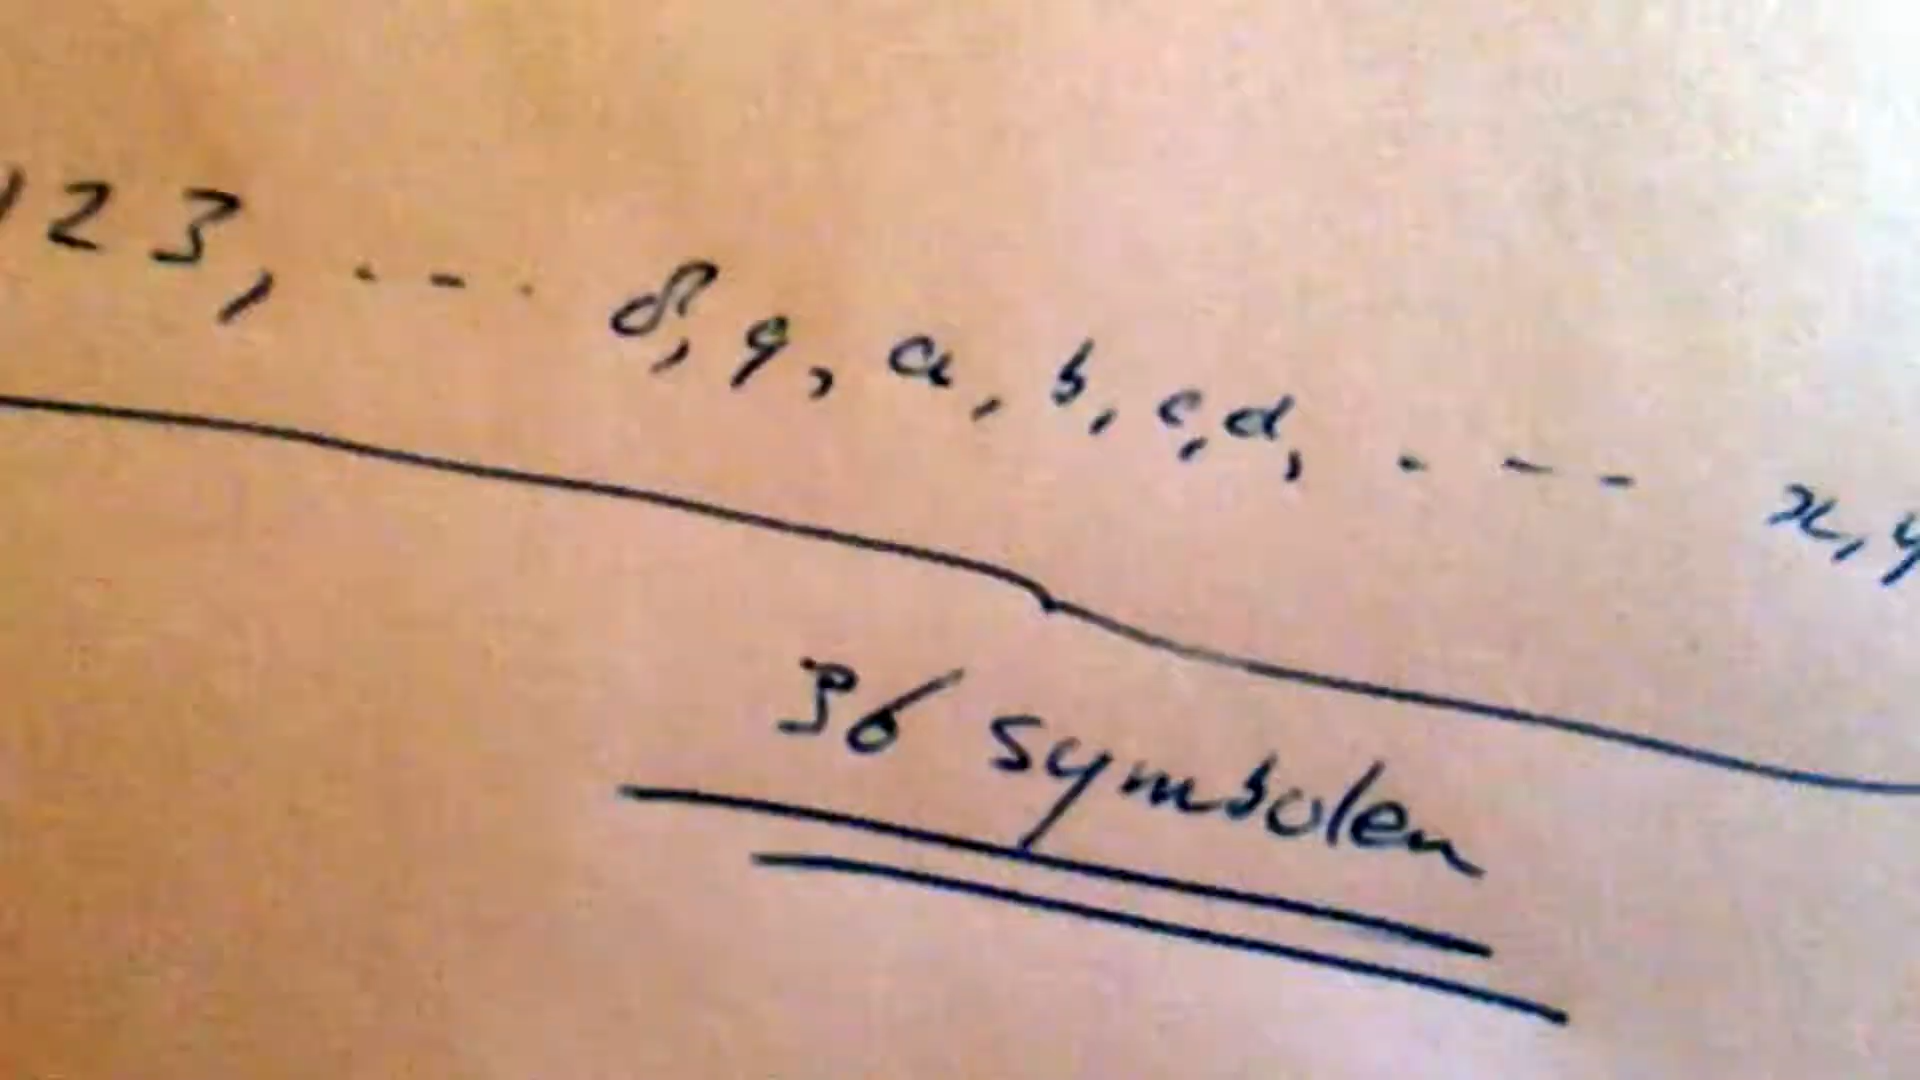 123, .--. 8, 9, a, b, c, d, . - -- x, y
36 symbolen